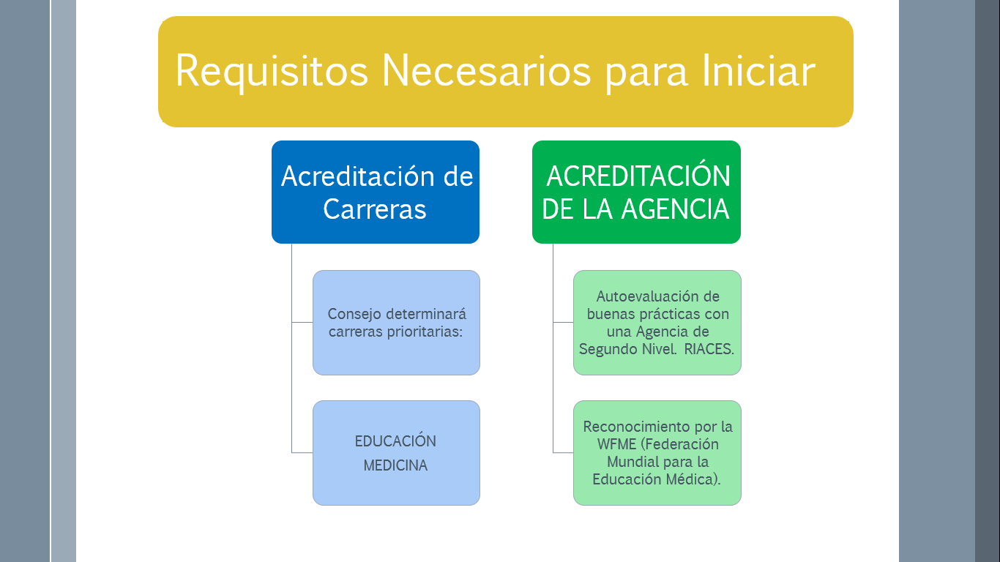 Requisitos Necesarios para Iniciar
Acreditación de
Carreras
Consejo determinará
carreras prioritarias:
EDUCACIÓN
MEDICINA
ACREDITACIÓN
DE LA AGENCIA
Autoevaluación de
buenas prácticas con
una Agencia de
Segundo Nivel. RIACES.
Reconocimiento por la
WFME (Federación
Mundial para la
Educación Médica).